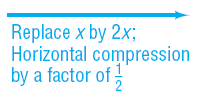 Replace x by 2x;
Horizontal compression
by a factor of 1/2